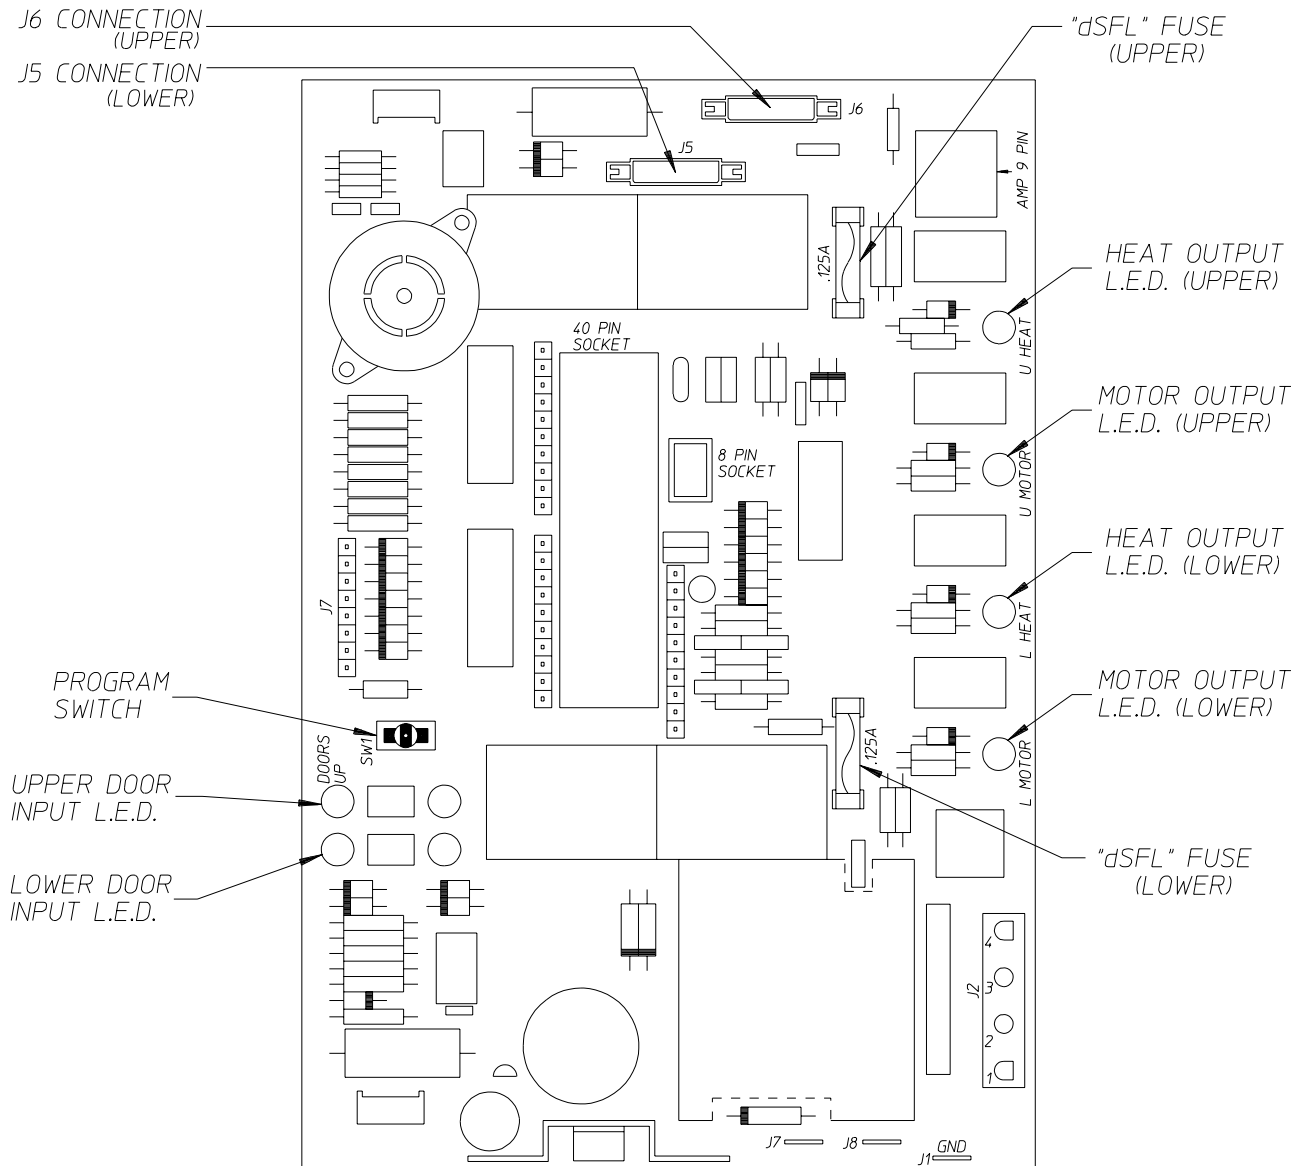 J6 CONNECTION
(UPPER)
J5 CONNECTION
(LOWER)
"dSFL" FUSE
(UPPER)
J6
J5
AMP 9 PIN
.125A
HEAT OUTPUT
L.E.D. (UPPER)
U HEAT
40 PIN
SOCKET
MOTOR OUTPUT
L.E.D. (UPPER)
U MOTOR
8 PIN
SOCKET
HEAT OUTPUT
L.E.D. (LOWER)
L HEAT
J7
PROGRAM
SWITCH
SW1
MOTOR OUTPUT
L.E.D. (LOWER)
L MOTOR
.125A
DOORS
UP
UPPER DOOR
INPUT L.E.D.
LOWER DOOR
INPUT L.E.D.
"dSFL" FUSE
(LOWER)
4
J2
3
2
1
J7
J8
GND
J1